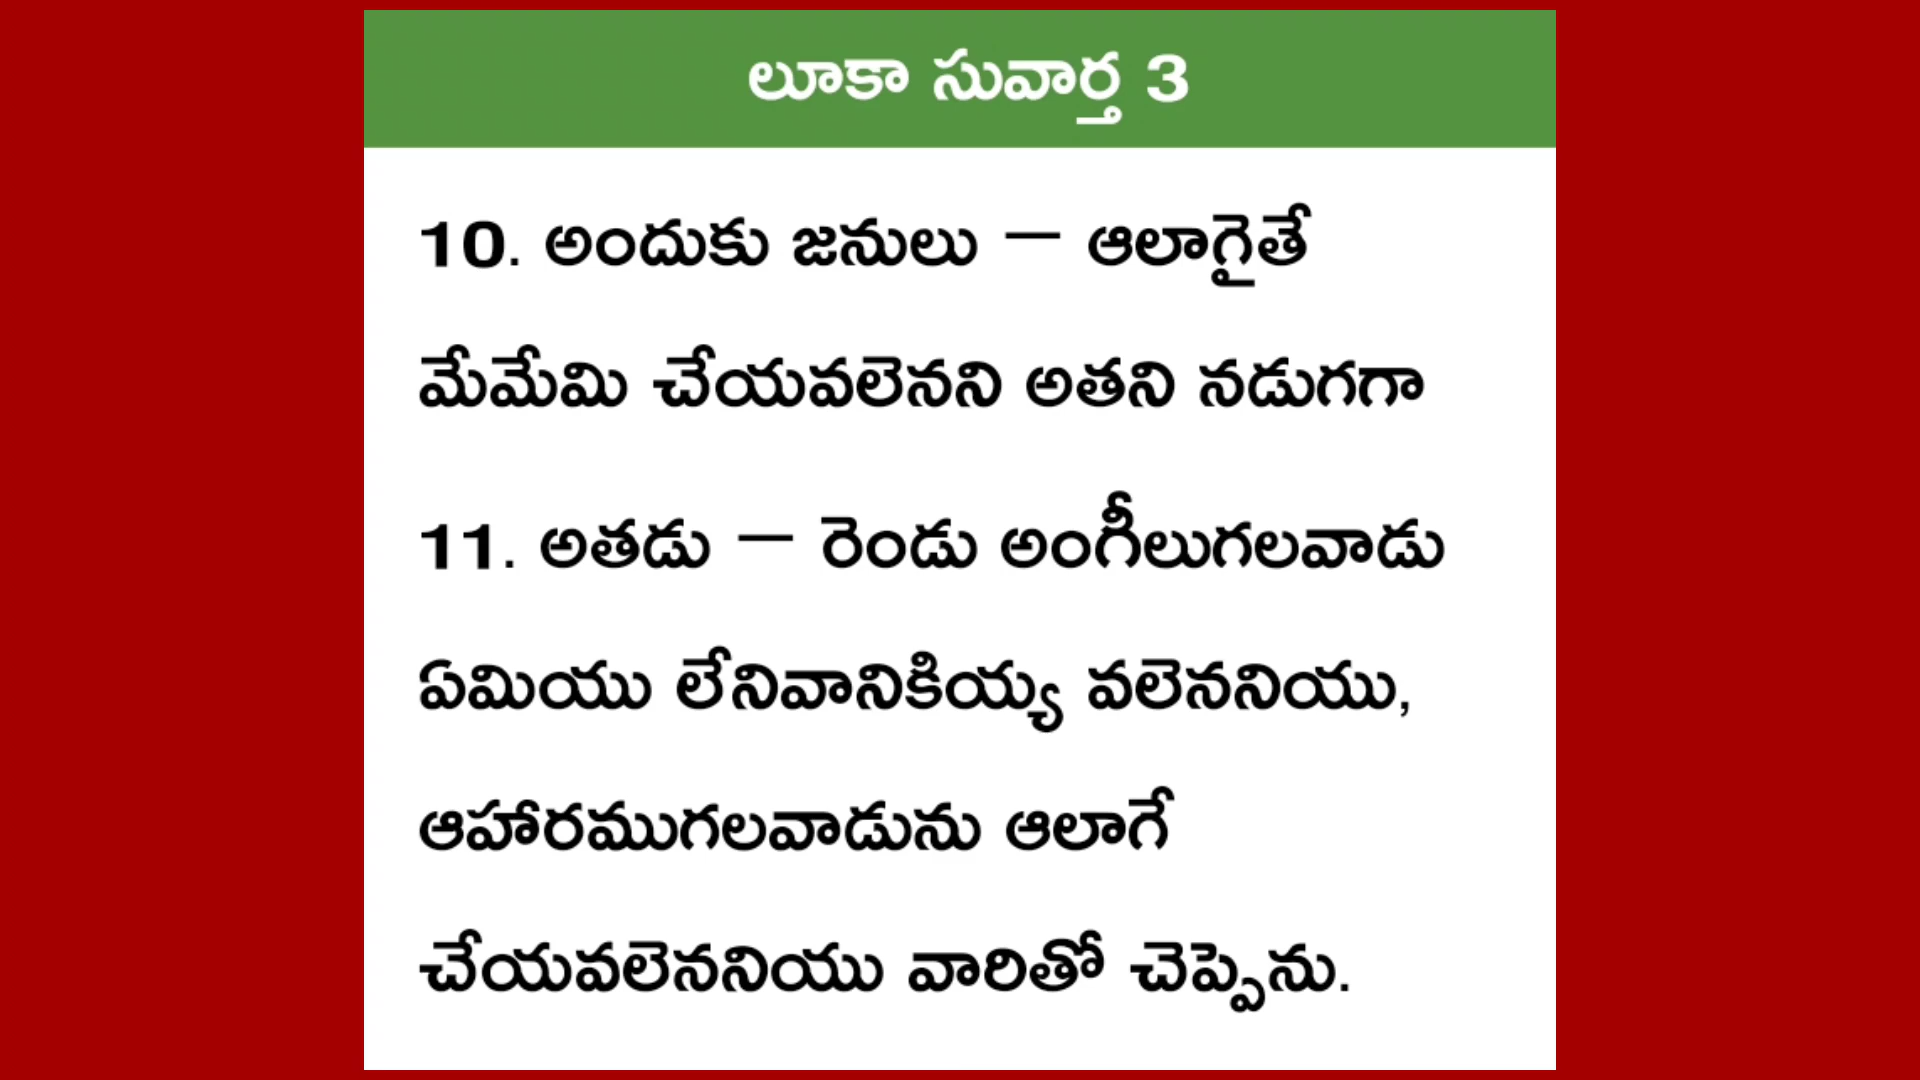 లూకా సువార్త 3
10. అందుకు జనులు – ఆలాగైతే
మేమేమి చేయవలెనని అతని నడుగగా
11. అతడు – రెండు అంగీలుగలవాడు
ఏమియు లేనివానికియ్య వలెననియు,
ఆహారముగలవాడును ఆలాగే
చేయవలెననియు వారితో చెప్పెను.